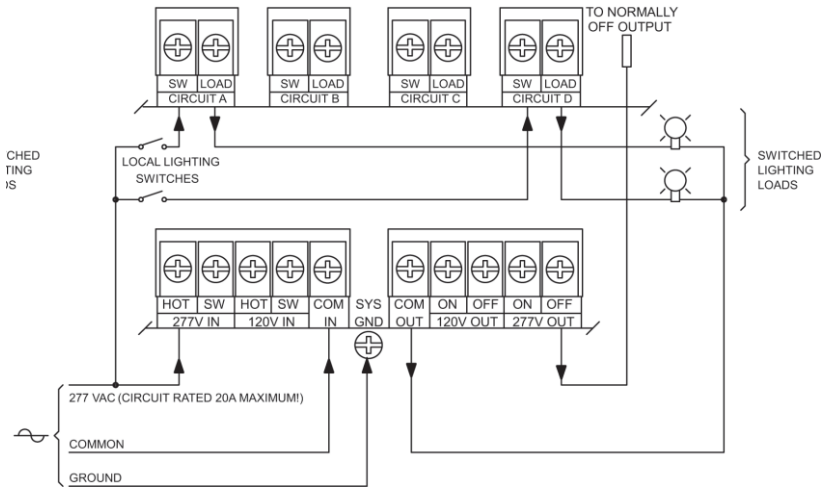 TO NORMALLY
OFF OUTPUT
SW LOAD SW LOAD SW LOAD SW LOAD
CIRCUIT A CIRCUIT B CIRCUIT C CIRCUIT D
LOCAL LIGHTING
SWITCHES
SWITCHED
LIGHTING
LOADS
HOT SW HOT SW COM SYS COM ON OFF ON OFF
277V IN 120V IN IN GND OUT 120V OUT 277V OUT
277 VAC (CIRCUIT RATED 20A MAXIMUM!)
COMMON
GROUND